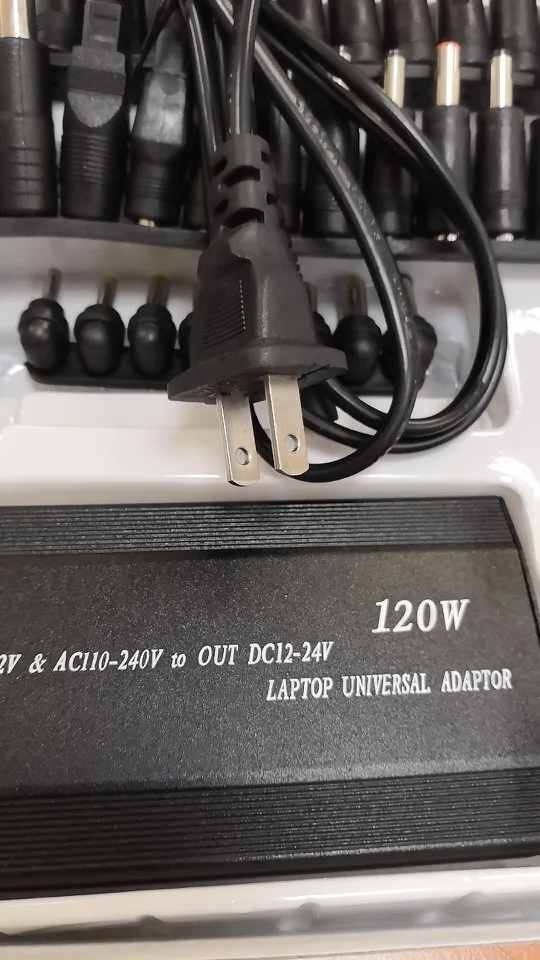 120W
2V & AC110-240V to OUT DC12-24V
LAPTOP UNIVERSAL ADAPTOR